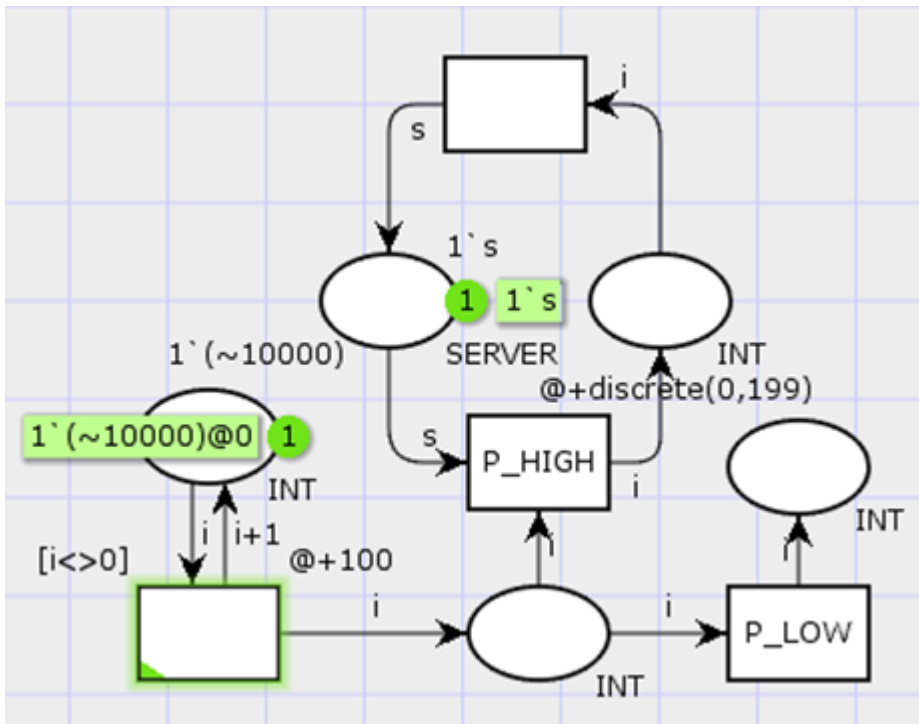 i
s
1`s
1 1`s
SERVER
INT
1`(~10000)
@+discrete(0,199)
1`(~10000)@0 1
s
P_HIGH
i
INT
INT
i
i+1
[i<>0]
@+100
i
i
i
i
P_LOW
INT